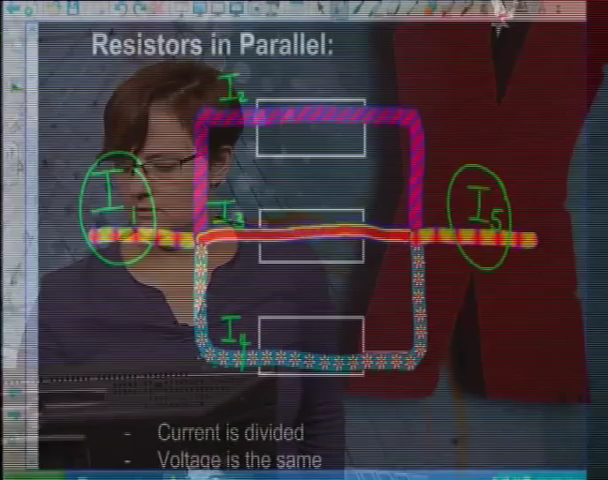 Resistors in Parallel:
I₂
I₁
I₃
I₅
I₄
- Current is divided
- Voltage is the same